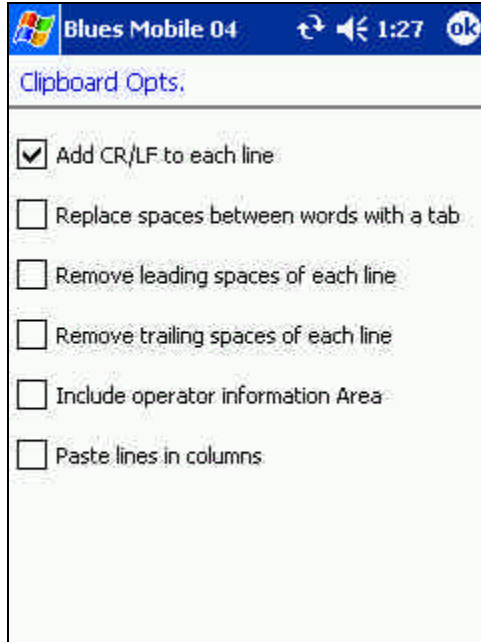 Blues Mobile 04 1:27 ok
Clipboard Opts.
Add CR/LF to each line
Replace spaces between words with a tab
Remove leading spaces of each line
Remove trailing spaces of each line
Include operator information Area
Paste lines in columns